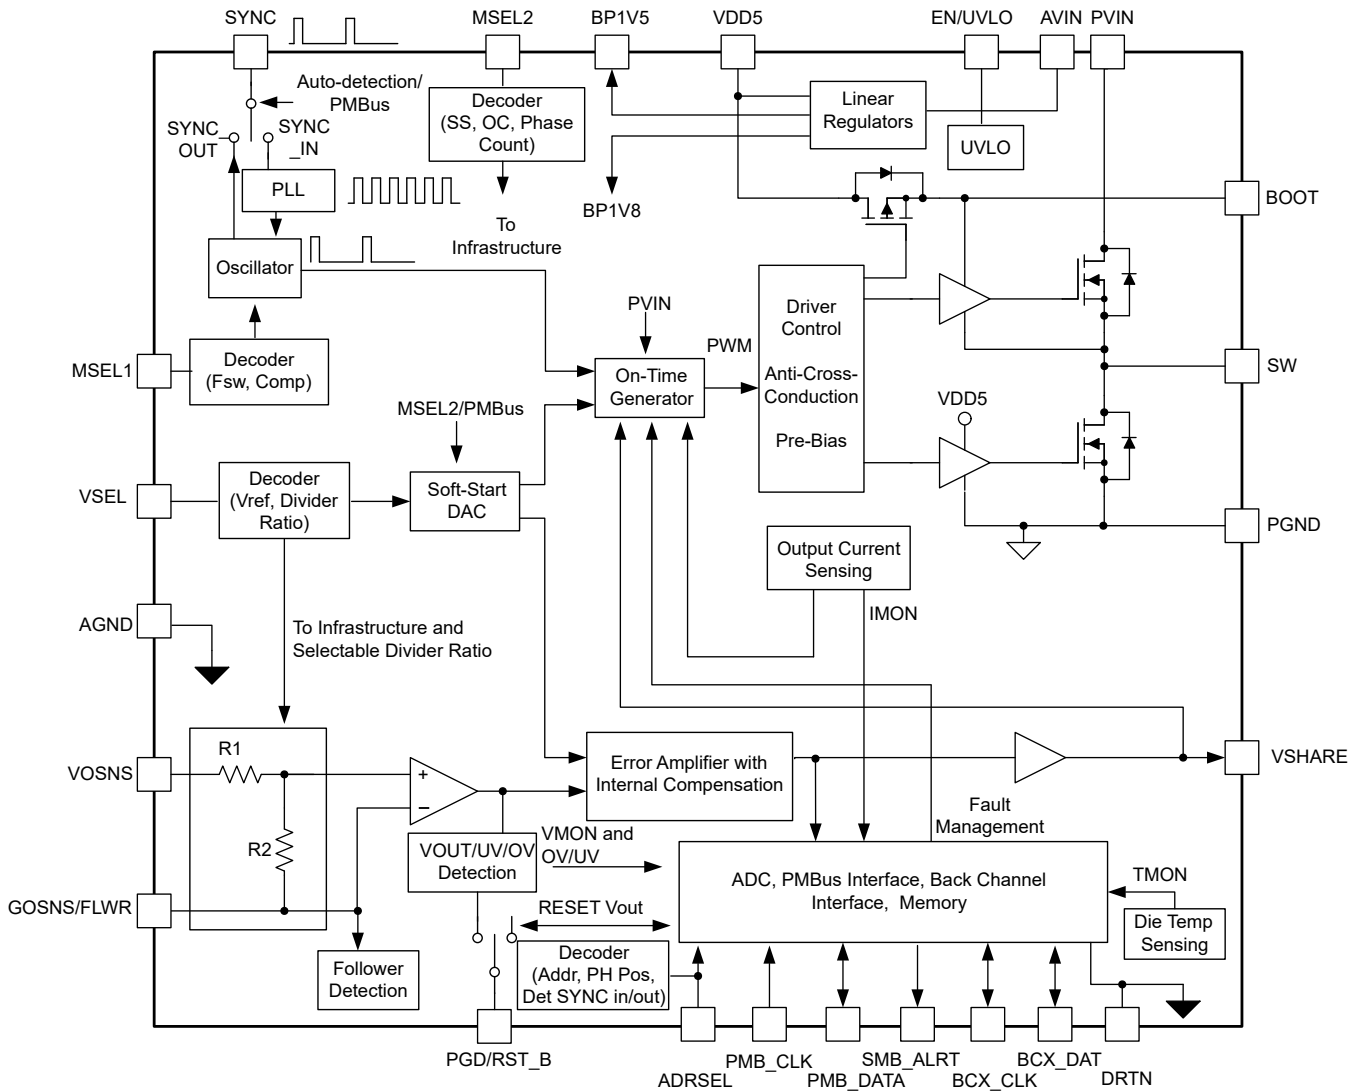 SYNC
MSEL2
BP1V5
VDD5
EN/UVLO
AVIN
PVIN
Auto-detection/
PMBus
SYNC
OUT
SYNC
_IN
Decoder
(SS, OC, Phase
Count)
Linear
Regulators
UVLO
PLL
BP1V8
BOOT
To
Infrastructure
Oscillator
PVIN
Driver
Control
Anti-Cross-
Conduction
Pre-Bias
MSEL1
Decoder
(Fsw, Comp)
On-Time
Generator
PWM
SW
MSEL2/PMBus
VDD5
VSEL
Decoder
(Vref, Divider
Ratio)
Soft-Start
DAC
PGND
Output Current
Sensing
IMON
AGND
To Infrastructure and
Selectable Divider Ratio
R1
VOSNS
+
−
Error Amplifier with
Internal Compensation
VSHARE
R2
VOUT/UV/OV
Detection
VMON and
OV/UV
Fault
Management
ADC, PMBus Interface, Back Channel
Interface, Memory
TMON
GOSNS/FLWR
RESET Vout
Die Temp
Sensing
Follower
Detection
Decoder
(Addr, PH Pos,
Det SYNC in/out)
PGD/RST_B
ADRSEL
PMB_CLK
PMB_DATA
SMB_ALRT
BCX_CLK
BCX_DAT
DRTN